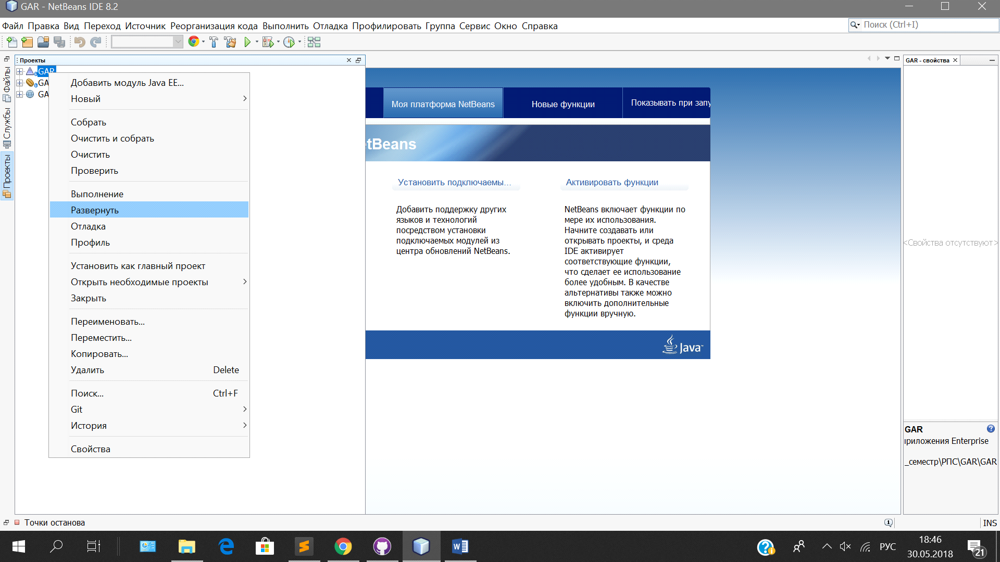 GAR - NetBeans IDE 8.2
Файл Правка Вид Переход Источник Реорганизация кода Выполнить Отладка Профилировать Группа Сервис Окно Справка
Поиск (Ctrl+I)
Проекты
GAR
GA
GA
Файлы
Службы
Проекты
Добавить модуль Java EE...
Новый
Собрать
Очистить и собрать
Очистить
Проверить
Выполнение
Развернуть
Отладка
Профиль
Установить как главный проект
Открыть необходимые проекты
Закрыть
Переименовать...
Переместить...
Копировать...
Удалить Delete
Поиск... Ctrl+F
Git
История
Свойства
Моя платформа NetBeans
Новые функции
Показывать при запу
etBeans
Установить подключаемы...
Добавить поддержку других
языков и технологий
посредством установки
подключаемых модулей из
центра обновлений NetBeans.
Активировать функции
NetBeans включает функции по
мере их использования.
Начните создавать или
открывать проекты, и среда
IDE активирует
соответствующие функции,
что сделает ее использование
более удобным. В качестве
альтернативы также можно
включить дополнительные
функции вручную.
Java™
GAR - свойства
<Свойства отсутствуют>
GAR
приложения Enterprise
_семестр\РПС\GAR\GAR
Точки останова
INS
РУС
18:46
30.05.2018
21